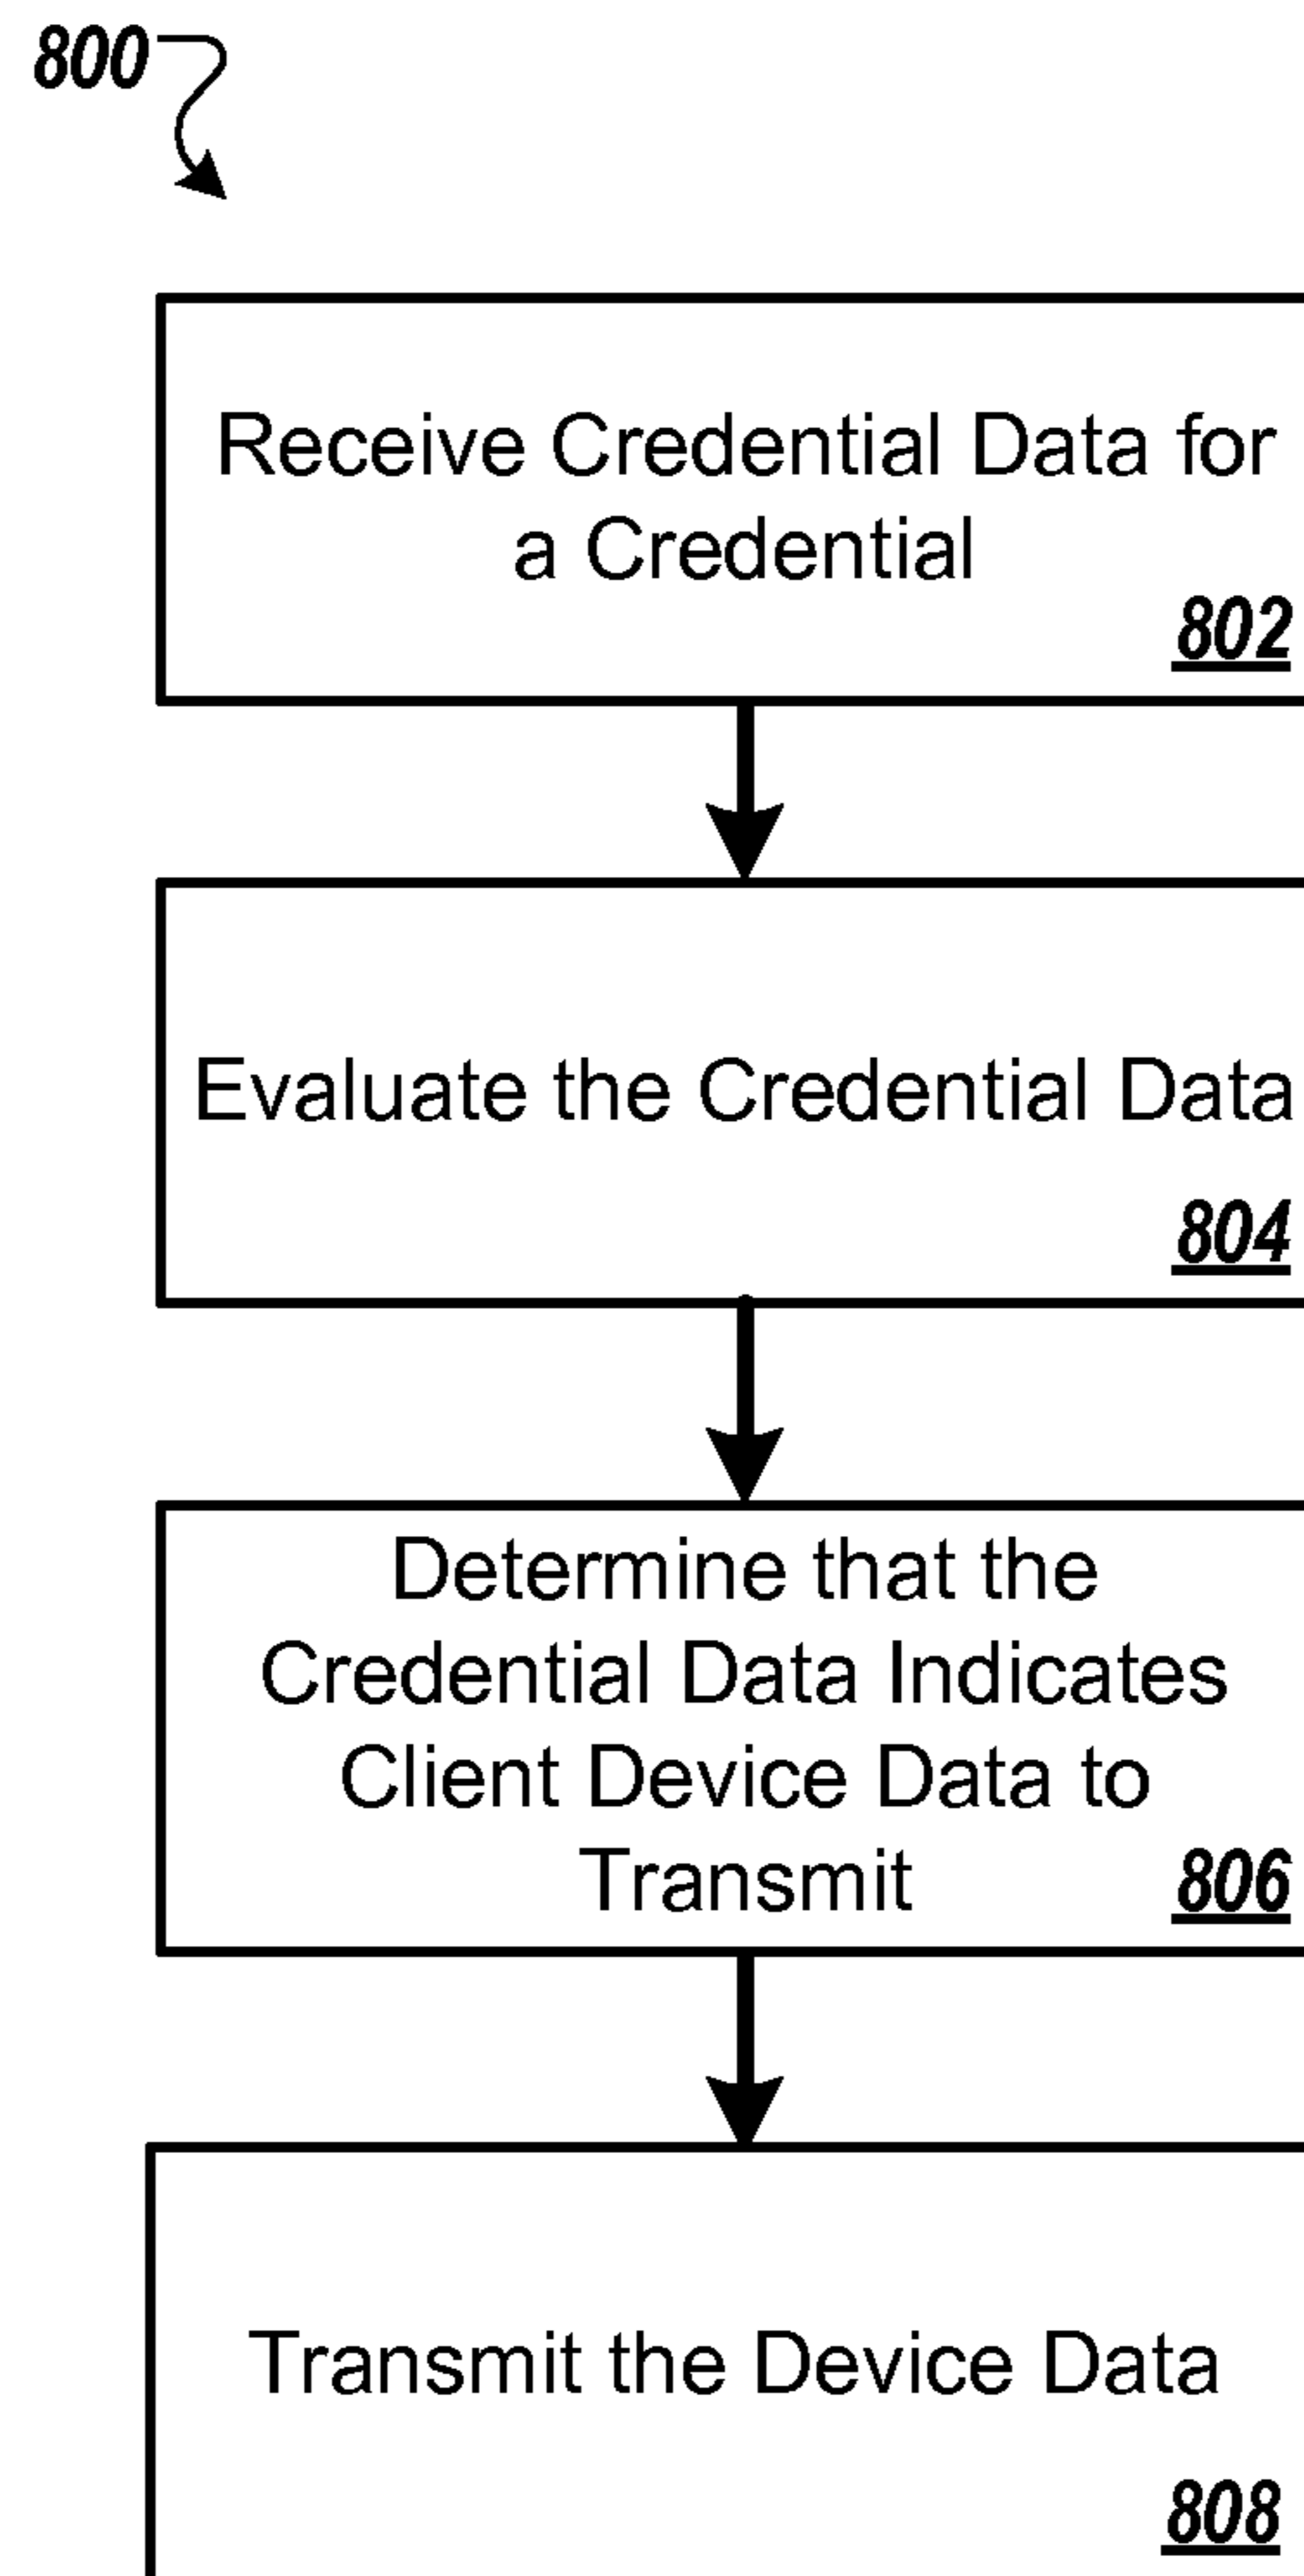 800
Receive Credential Data for
a Credential
802
Evaluate the Credential Data
804
Determine that the
Credential Data Indicates
Client Device Data to
Transmit 806
Transmit the Device Data
808